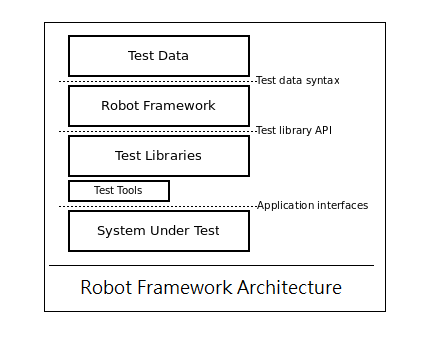 Test Data
Test data syntax
Robot Framework
Test library API
Test Libraries
Test Tools
Application interfaces
System Under Test
Robot Framework Architecture